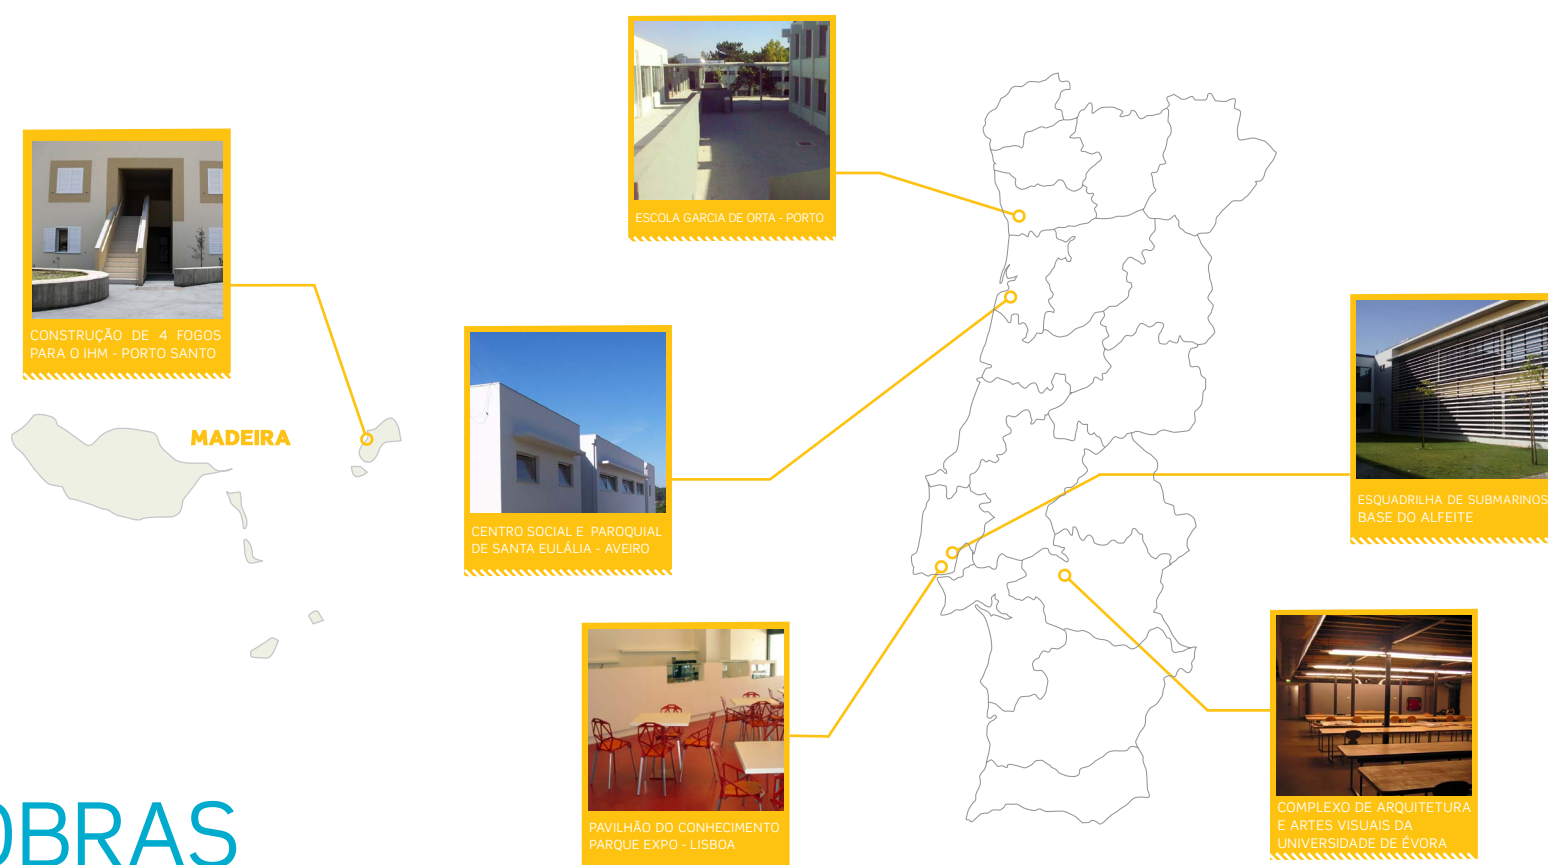 ESCOLA GARCIA DE ORTA - PORTO
CONSTRUÇÃO DE 4 FOGOS
PARA O IHM - PORTO SANTO
MADEIRA
CENTRO SOCIAL E PAROQUIAL
DE SANTA EULÁLIA - AVEIRO
ESQUADRILHA DE SUBMARINOS
BASE DO ALFEITE
PAVILHÃO DO CONHECIMENTO
PARQUE EXPO - LISBOA
COMPLEXO DE ARQUITETURA
E ARTES VISUAIS DA
UNIVERSIDADE DE ÉVORA
OBRAS